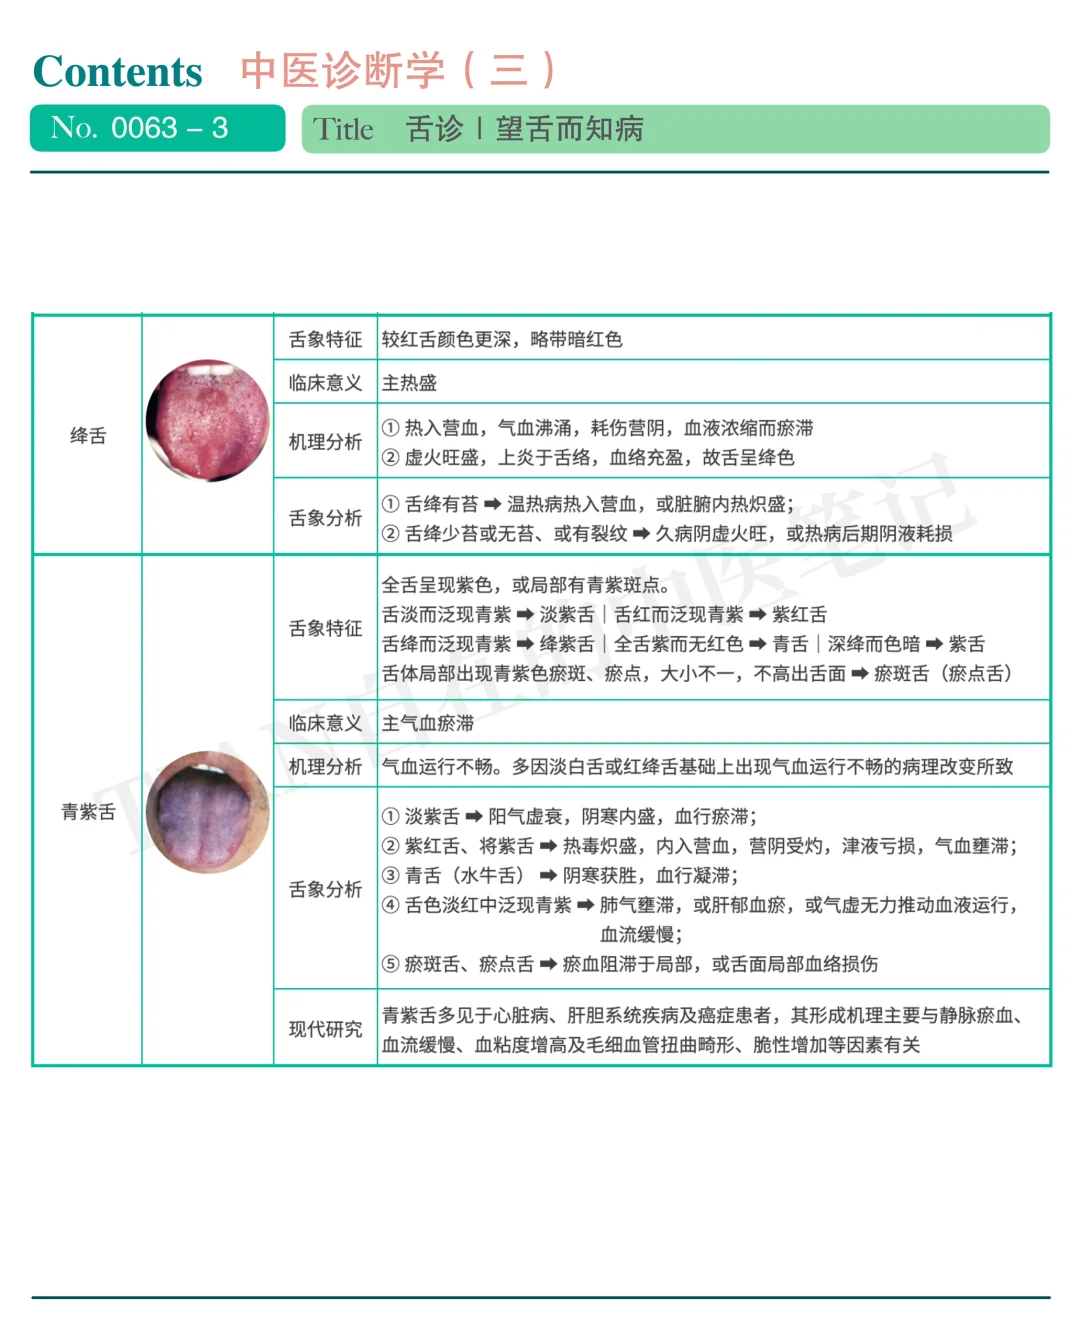 Contents 中医诊断学（三）
No. 0063 – 3
Title 舌诊 | 望舌而知病
绛舌
舌象特征
较红舌颜色更深，略带暗红色
临床意义
主热盛
机理分析
① 热入营血，气血沸涌，耗伤营阴，血液浓缩而瘀滞
② 虚火旺盛，上炎于舌络，血络充盈，故舌呈绛色
舌象分析
① 舌绛有苔 ➡ 温热病热入营血，或脏腑内热炽盛；
② 舌绛少苔或无苔、或有裂纹 ➡ 久病阴虚火旺，或热病后期阴液耗损
青紫舌
舌象特征
全舌呈现紫色，或局部有青紫斑点。
舌淡而泛现青紫 ➡ 淡紫舌｜舌红而泛现青紫 ➡ 紫红舌
舌绛而泛现青紫 ➡ 绛紫舌｜全舌紫而无红色 ➡ 青舌｜深绛而色暗 ➡ 紫舌
舌体局部出现青紫色瘀斑、瘀点，大小不一，不高出舌面 ➡ 瘀斑舌（瘀点舌）
临床意义
主气血瘀滞
机理分析
气血运行不畅。多因淡白舌或红绛舌基础上出现气血运行不畅的病理改变所致
舌象分析
① 淡紫舌 ➡ 阳气虚衰，阴寒内盛，血行瘀滞；
② 紫红舌、将紫舌 ➡ 热毒炽盛，内入营血，营阴受灼，津液亏损，气血壅滞；
③ 青舌（水牛舌） ➡ 阴寒获胜，血行凝滞；
④ 舌色淡红中泛现青紫 ➡ 肺气壅滞，或肝郁血瘀，或气虚无力推动血液运行，
血流缓慢；
⑤ 瘀斑舌、瘀点舌 ➡ 瘀血阻滞于局部，或舌面局部血络损伤
现代研究
青紫舌多见于心脏病、肝胆系统疾病及癌症患者，其形成机理主要与静脉瘀血、
血流缓慢、血粘度增高及毛细血管扭曲畸形、脆性增加等因素有关